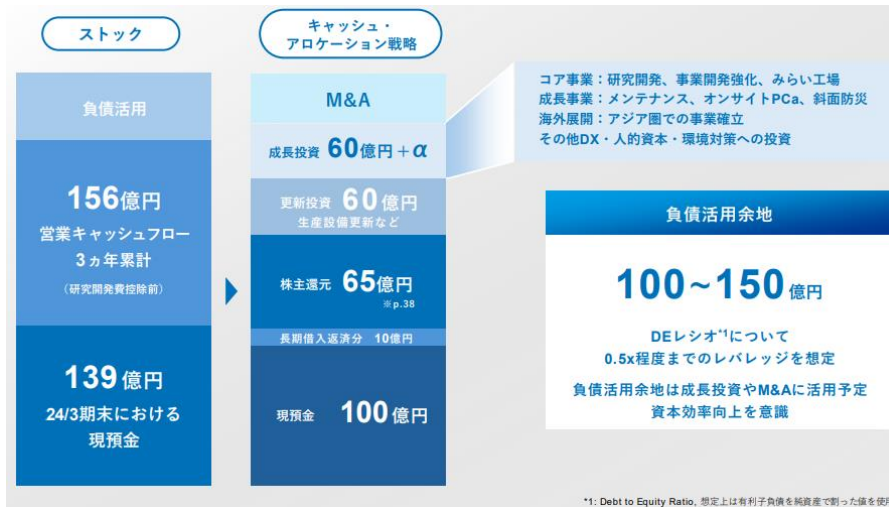 ストック
負債活用
156億円
営業キャッシュフロー
3ヵ年累計
（研究開発費控除前）
139億円
24/3期末における
現預金
キャッシュ・
アロケーション戦略
M&A
成長投資 60億円＋α
更新投資 60億円
生産設備更新など
株主還元 65億円
※p.38
長期借入返済分 10億円
現預金 100億円
コア事業：研究開発、事業開発強化、みらい工場
成長事業：メンテナンス、オンサイトPCa、斜面防災
海外展開：アジア圏での事業確立
その他DX・人的資本・環境対策への投資
負債活用余地
100~150億円
DEレシオ*1について
0.5x程度までのレバレッジを想定
負債活用余地は成長投資やM&Aに活用予定
資本効率向上を意識
*1: Debt to Equity Ratio, 想定上は有利子負債を純資産で割った値を使用